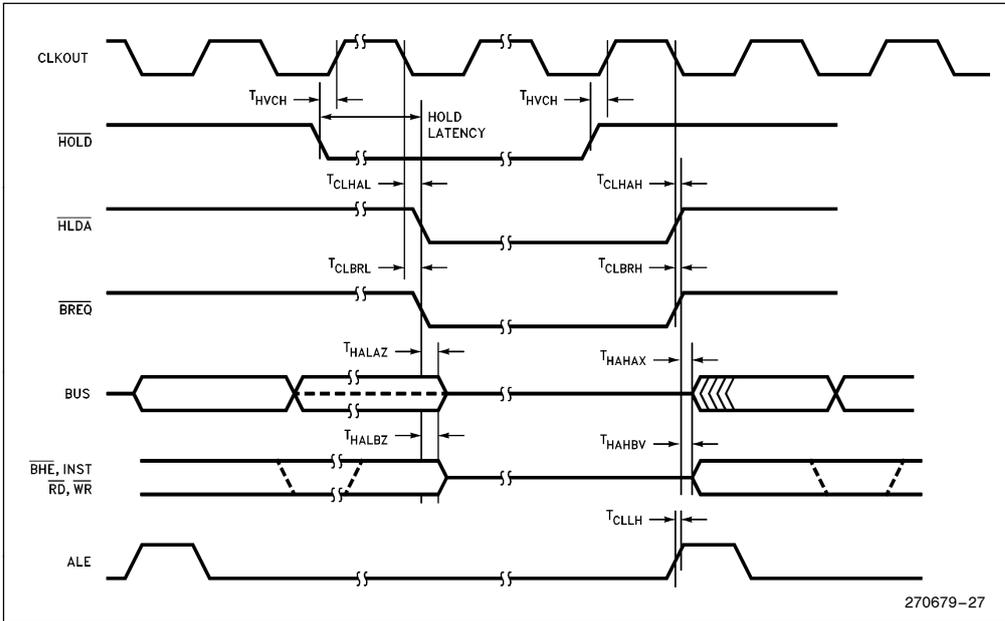 CLKOUT
THVCH
THVCH
HOLD
LATENCY
HOLD
TCLHAL
TCLHAH
HLDA
TCLBRL
TCLBRH
BREQ
THALAZ
THAHAX
BUS
THALBZ
THAHBV
BHE, INST
RD, WR
TCLLH
ALE
270679-27